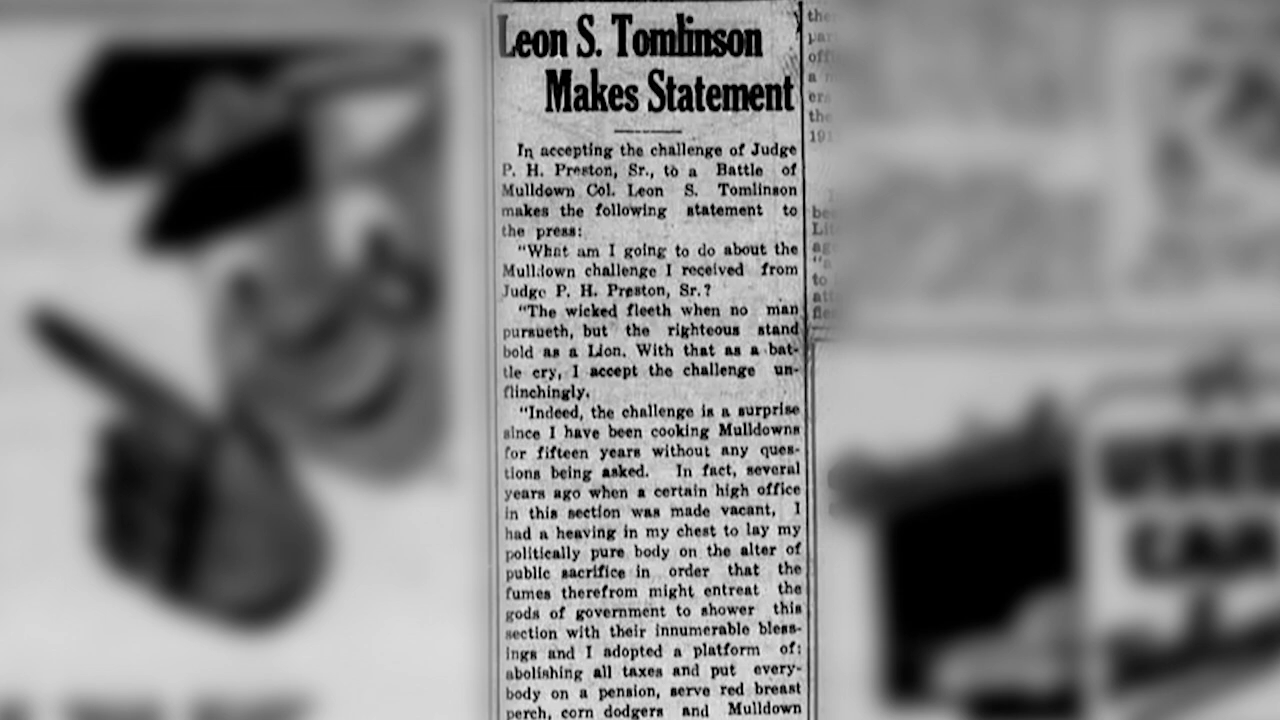 Leon S. Tomlinson
Makes Statement
In accepting the challenge of Judge
P. H. Preston, Sr., to a Battle of
Mulldown Col. Leon S. Tomlinson
makes the following statement to
the press:
"What am I going to do about the
Mulldown challenge I received from
Judge P. H. Preston, Sr.?
"The wicked fleeth when no man
pursueth, but the righteous stand
bold as a Lion. With that as a bat-
tle cry, I accept the challenge un-
flinchingly.
"Indeed, the challenge is a surprise
since I have been cooking Mulldowns
for fifteen years without any ques-
tions being asked. In fact, several
years ago when a certain high office
in this section was made vacant, I
had a heaving in my chest to lay my
politically pure body on the alter of
public sacrifice in order that the
fumes therefrom might entreat the
gods of government to shower this
section with their innumerable bless-
ings and I adopted a platform of:
abolishing all taxes and put every-
body on a pension, serve red breast
perch, corn dodgers and Mulldown
the
a
the
191
to
USED
CAR